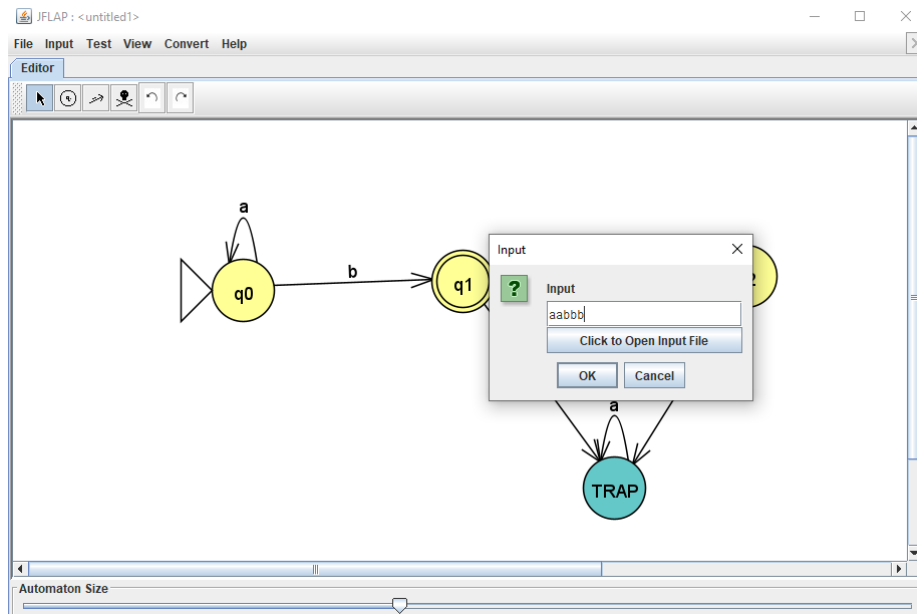 JFLAP : <untitled1>
File Input Test View Convert Help
Editor
a
b
q0
q1
2
Input
?
Input
aabbb
Click to Open Input File
OK Cancel
a
TRAP
Automaton Size